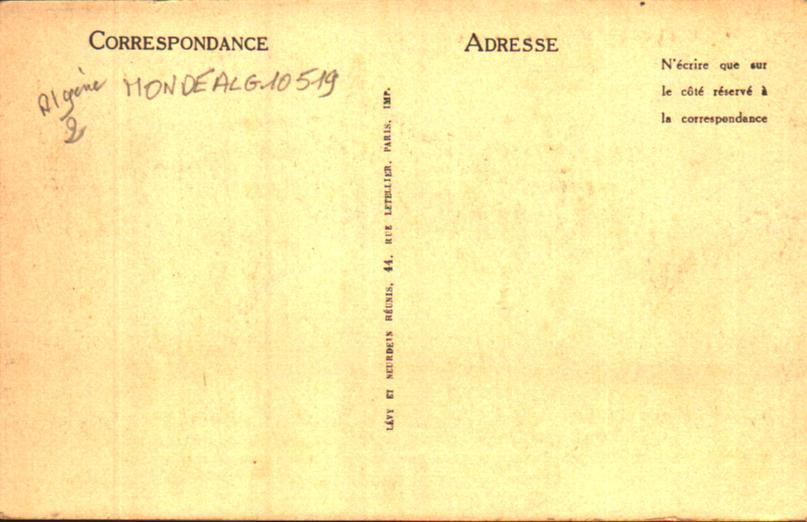 CORRESPONDANCE
ADRESSE
N'écrire que sur
le côté réservé à
la correspondance
Algérie MONDEALG10519
2
LÉVY ET NEURDEIN RÉUNIS, 44, RUE LETELLIER, PARIS, IMP.